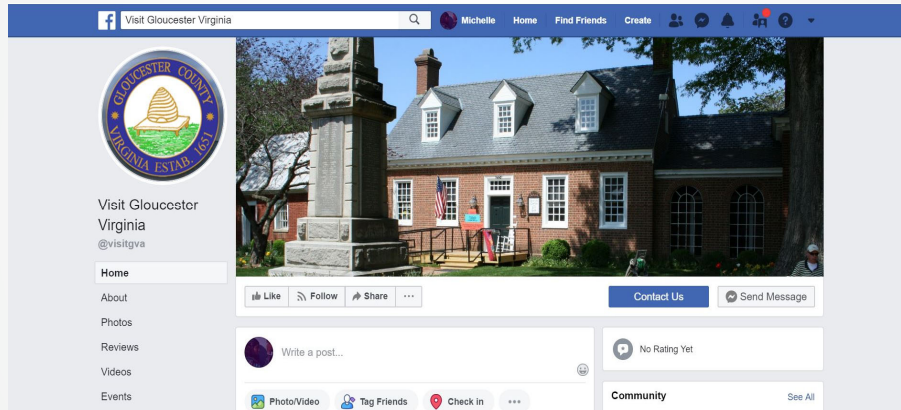 Visit Gloucester Virginia
Michelle Home Find Friends Create
GLOUCESTER COUNTY
VIRGINIA ESTAB. 1651
Visit Gloucester
Virginia
@visitgva
Home
About
Photos
Reviews
Videos
Events
Like Follow Share
Contact Us
Send Message
Write a post...
Photo/Video Tag Friends Check in
No Rating Yet
Community See All